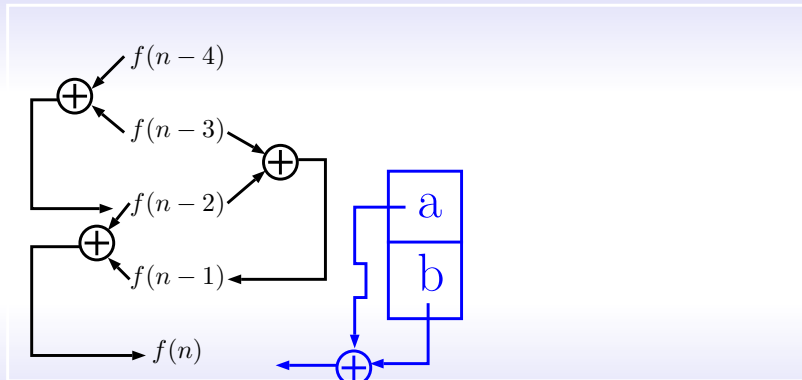 f(n − 4)
f(n − 3)
f(n − 2)
f(n − 1)
f(n)
a
b